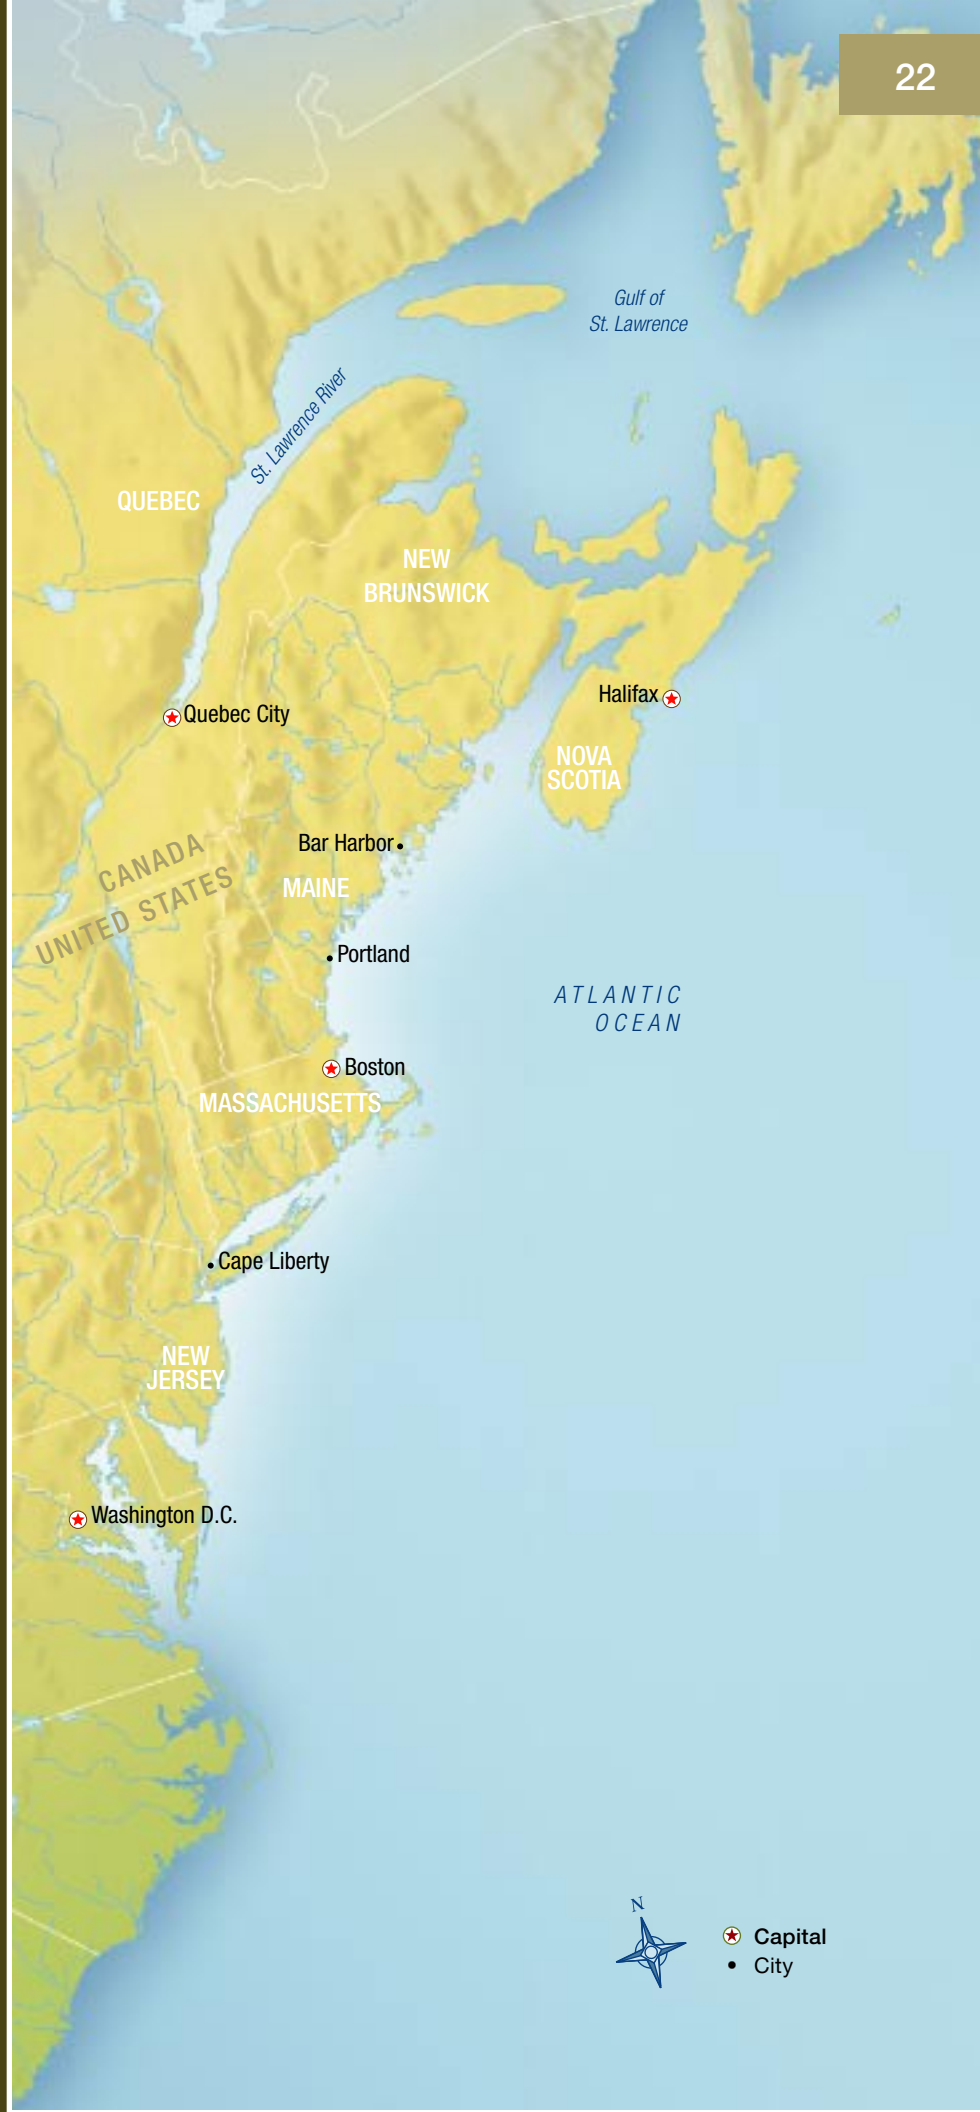 22
Gulf of
St. Lawrence
St. Lawrence River
QUEBEC
NEW
BRUNSWICK
Halifax
Quebec City
NOVA
SCOTIA
Bar Harbor
CANADA
UNITED STATES
MAINE
Portland
ATLANTIC
OCEAN
Boston
MASSACHUSETTS
Cape Liberty
NEW
JERSEY
Washington D.C.
N
Capital
City